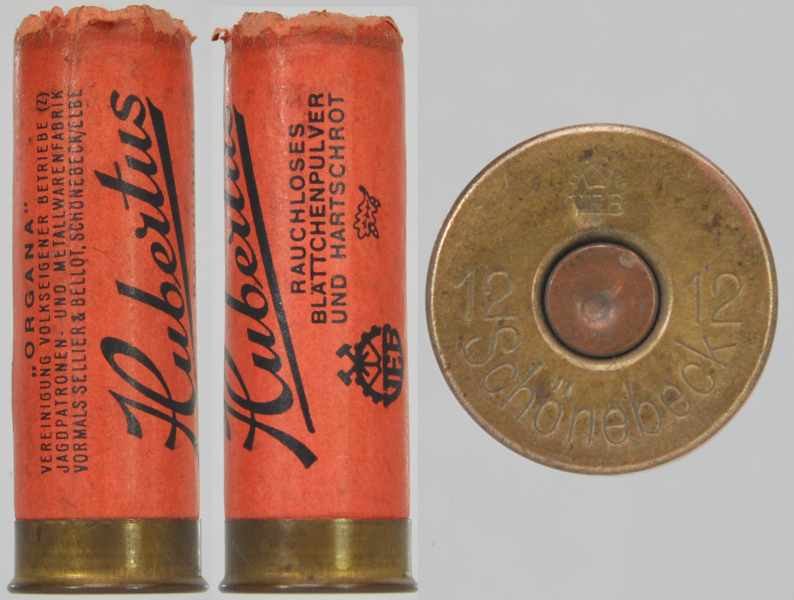 "ORGANA"
VEREINIGUNG VOLKSEIGENER BETRIEBE (Z)
JAGDPATRONEN- UND METALLWARENFABRIK
VORMALS SELLIER & BELLOT, SCHÖNEBECK/ELBE
Hubertus
Hubertus
RAUCHLOSES
BLÄTTCHENPULVER
UND HARTSCHROT
VEB
VEB
12 12
Schönebeck